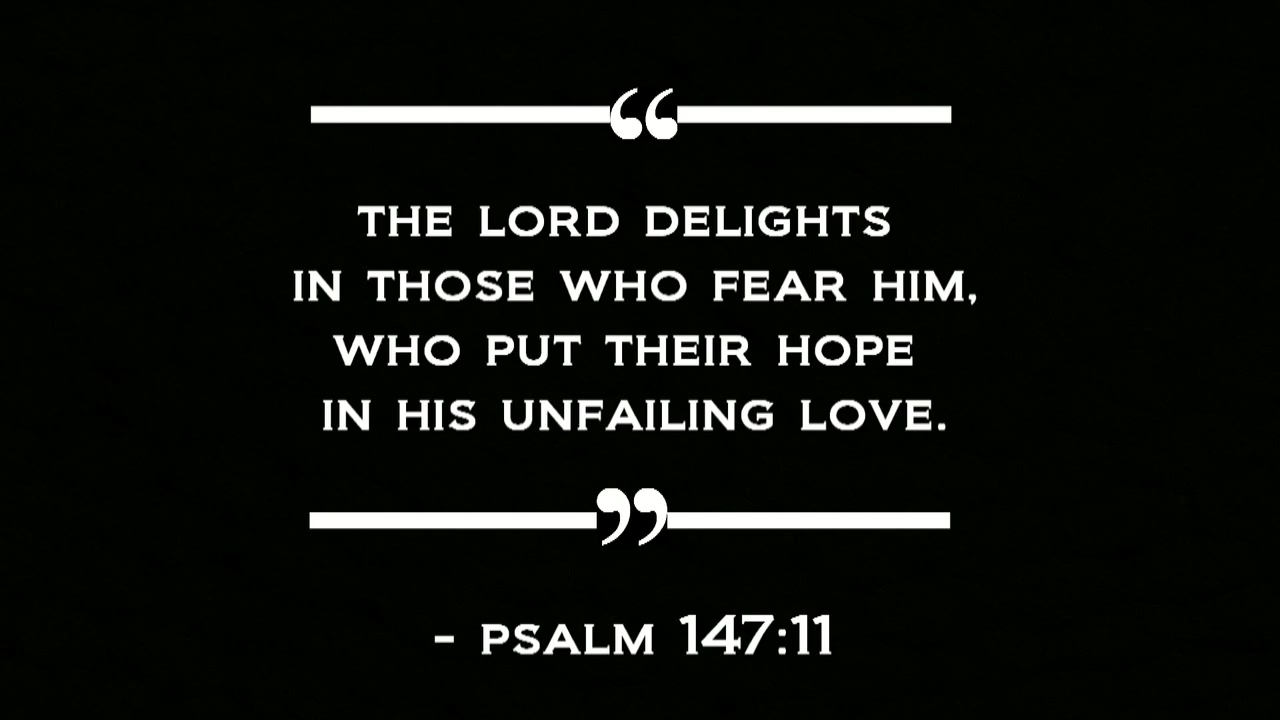 “
THE LORD DELIGHTS
IN THOSE WHO FEAR HIM,
WHO PUT THEIR HOPE
IN HIS UNFAILING LOVE.
”
- PSALM 147:11